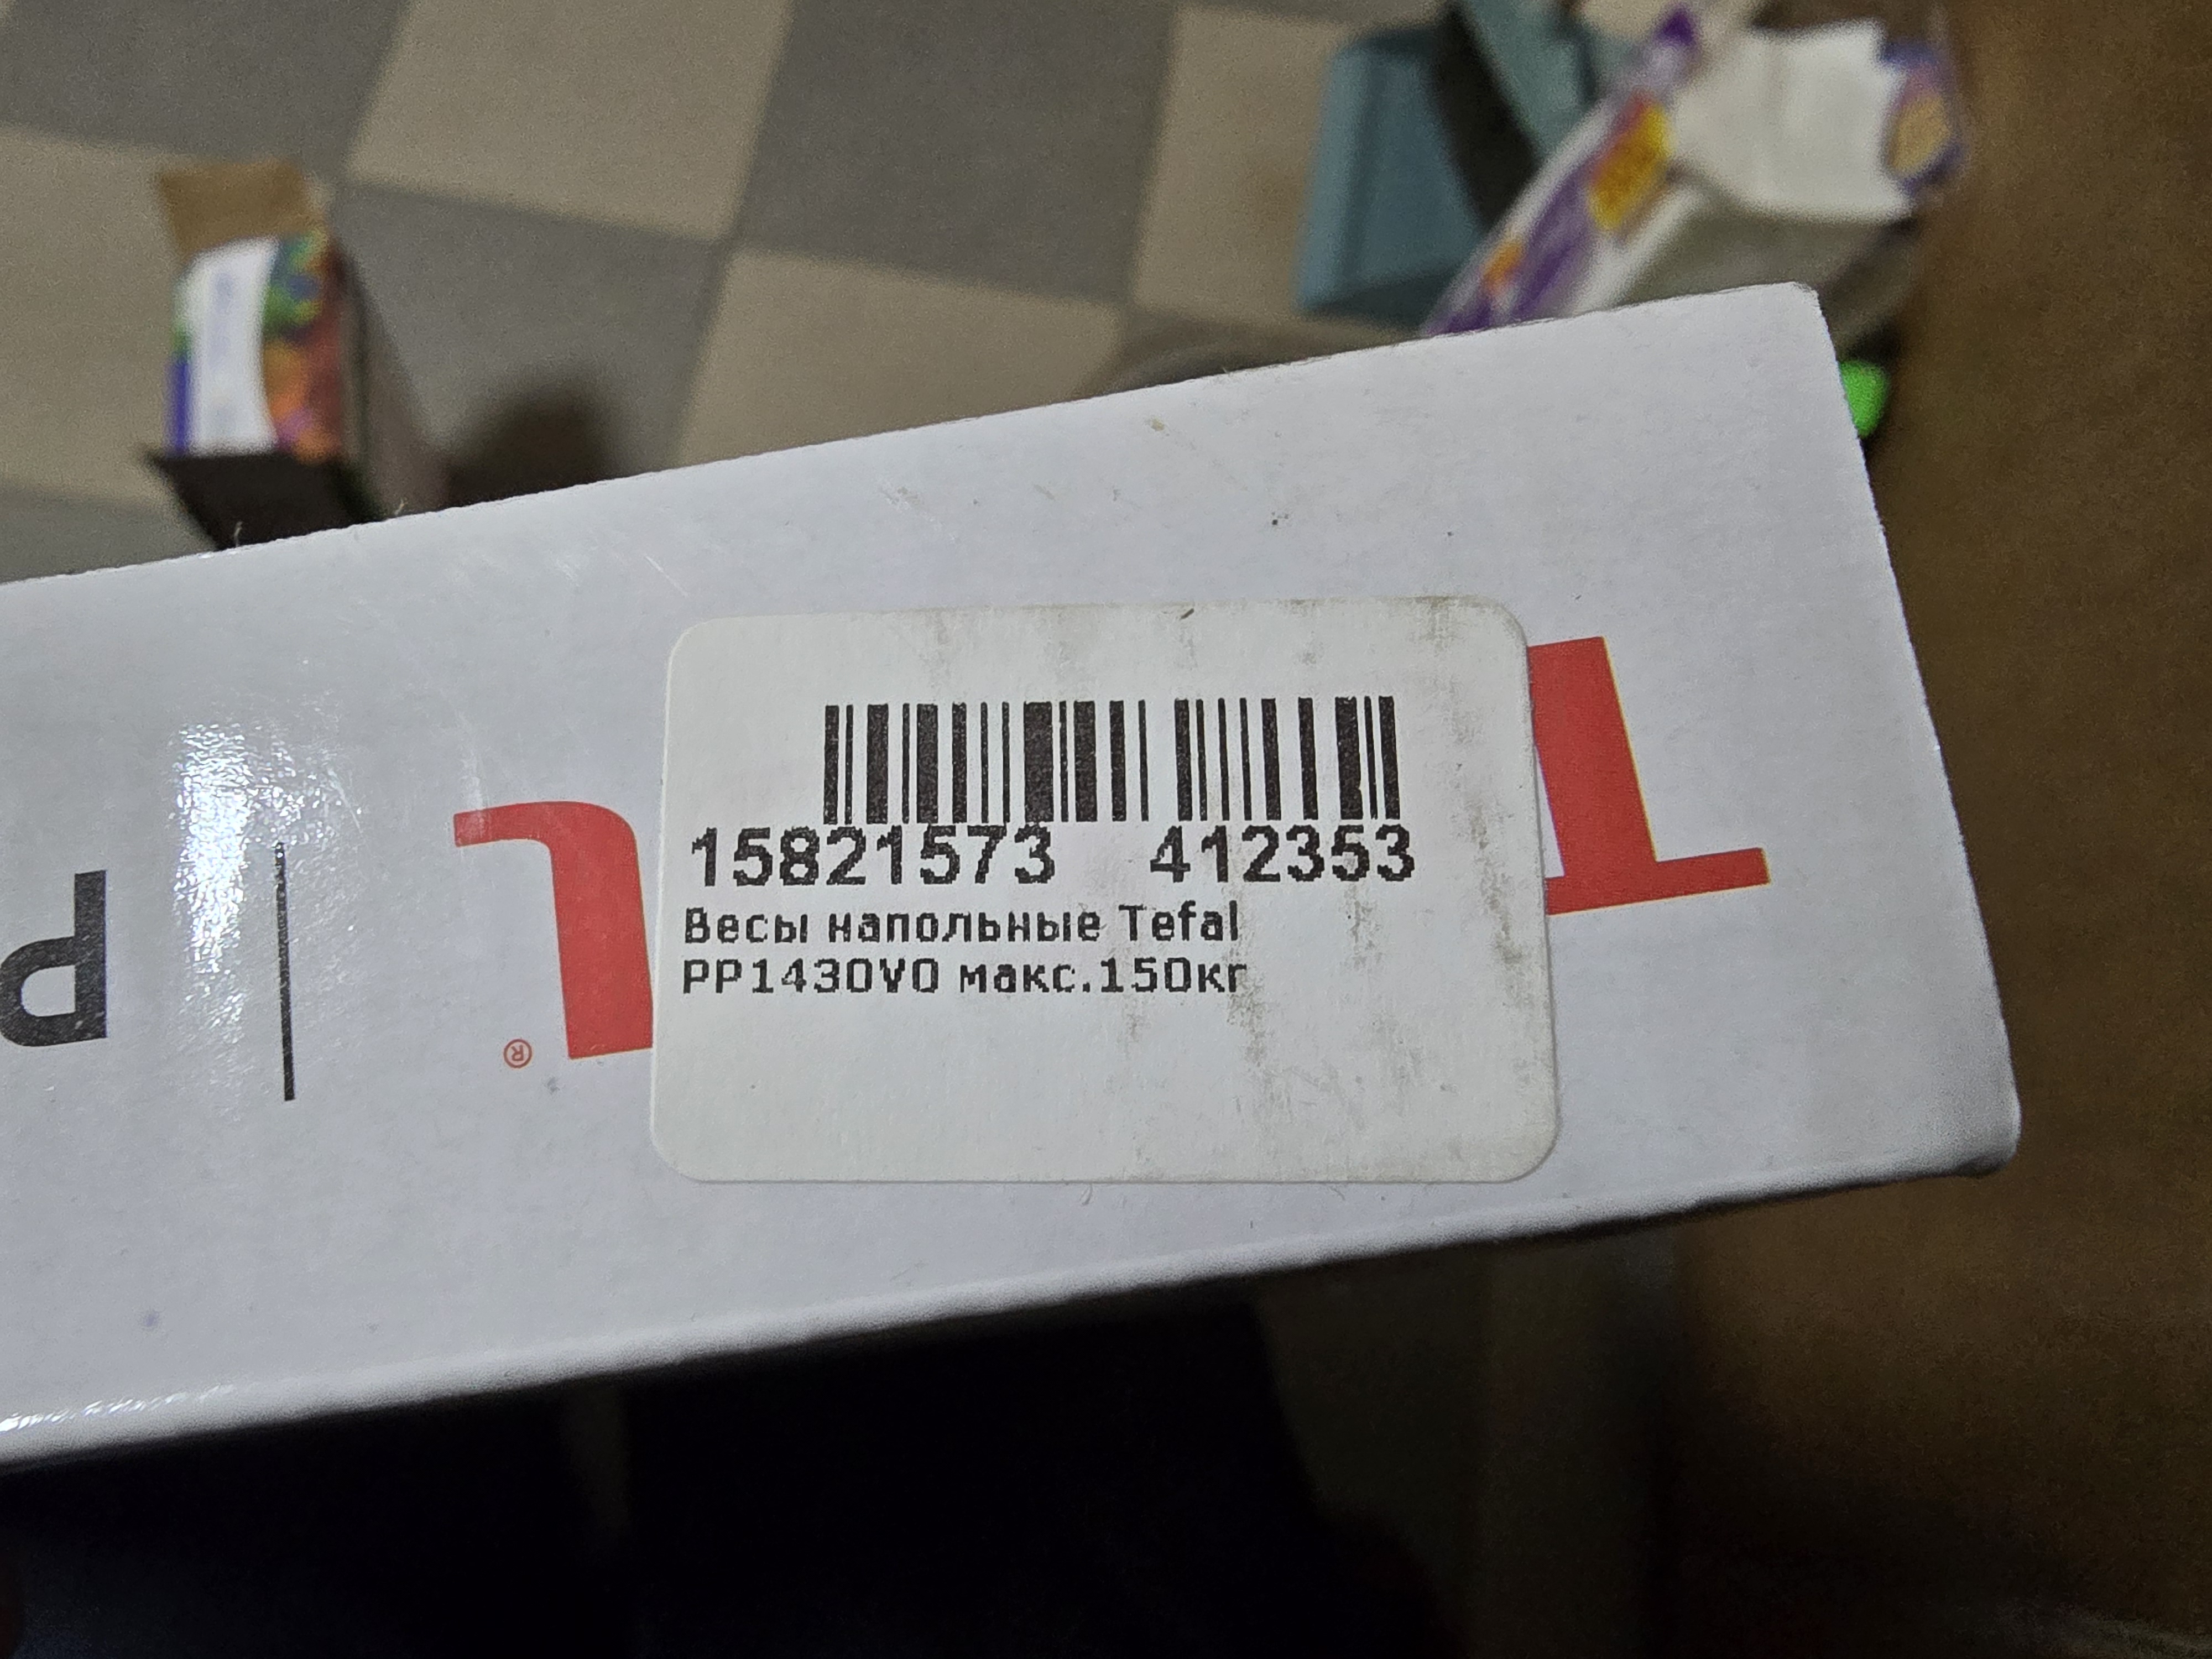 15821573 412353
Весы напольные Tefal
PP1430V0 макс.150кг
T
®
P